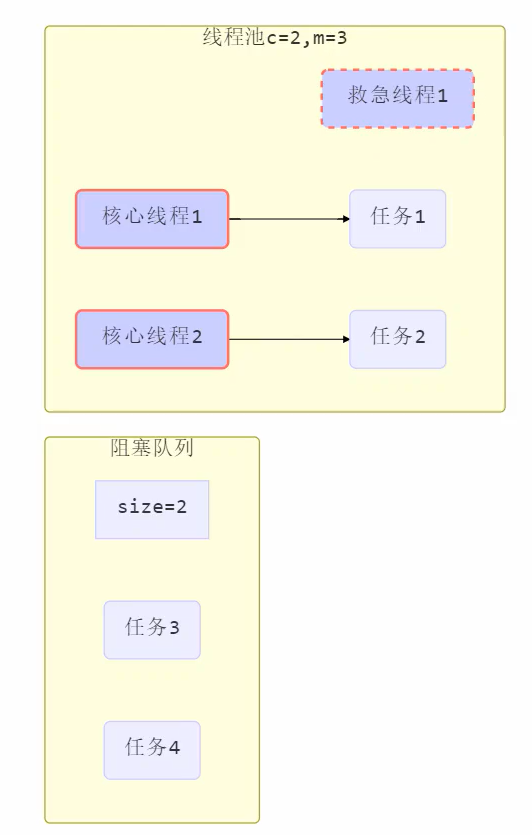 线程池c=2,m=3
救急线程1
核心线程1
任务1
核心线程2
任务2
阻塞队列
size=2
任务3
任务4